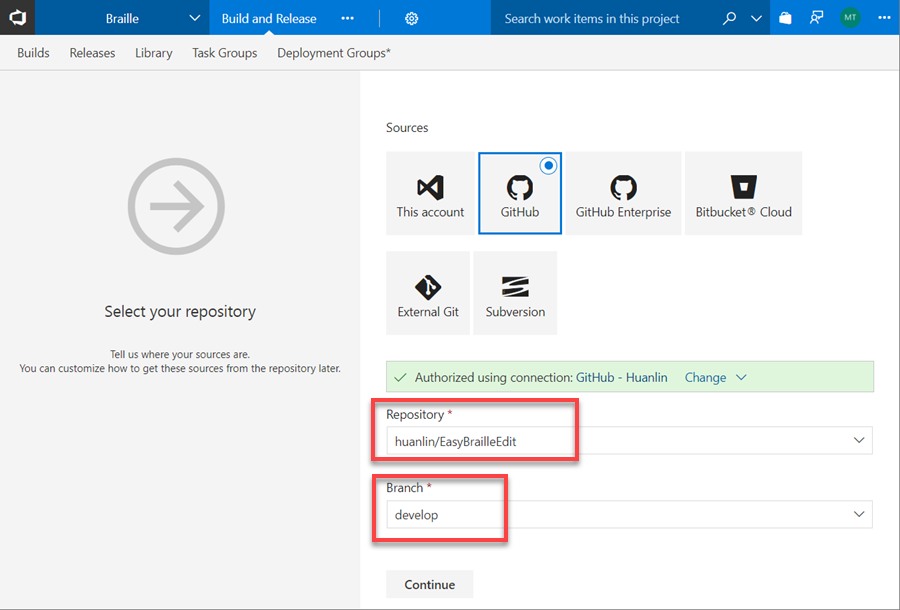 Braille
Build and Release
Search work items in this project
MT
Builds Releases Library Task Groups Deployment Groups*
Select your repository
Tell us where your sources are.
You can customize how to get these sources from the repository later.
Sources
This account
GitHub
GitHub Enterprise
Bitbucket® Cloud
External Git
Subversion
Authorized using connection: GitHub - Huanlin Change
Repository *
huanlin/EasyBrailleEdit
Branch *
develop
Continue